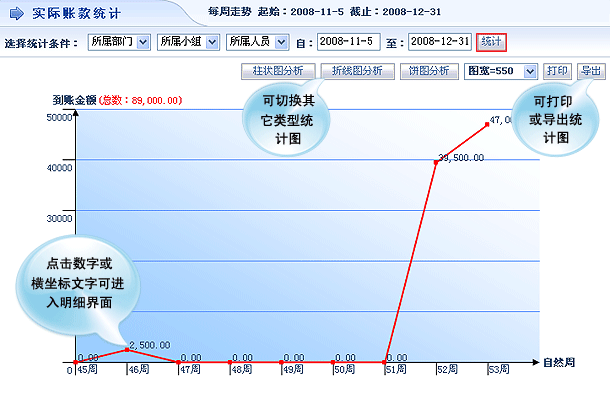 实际账款统计
每周走势 起始：2008-11-5 截止：2008-12-31
选择统计条件： 所属部门 所属小组 所属人员 自：2008-11-5 至：2008-12-31 统计
柱状图分析 折线图分析 饼图分析 图宽=550 打印 导出
到账金额(总数：89,000.00)
可切换其
它类型统
计图
可打印
或导出统
计图
50000
47,0
40000
39,500.00
30000
点击数字或
横坐标文字可进
入明细界面
0.00 2,500.00 0.00 0.00 0.00 0.00 0.00
自然周
0 45周 46周 47周 48周 49周 50周 51周 52周 53周